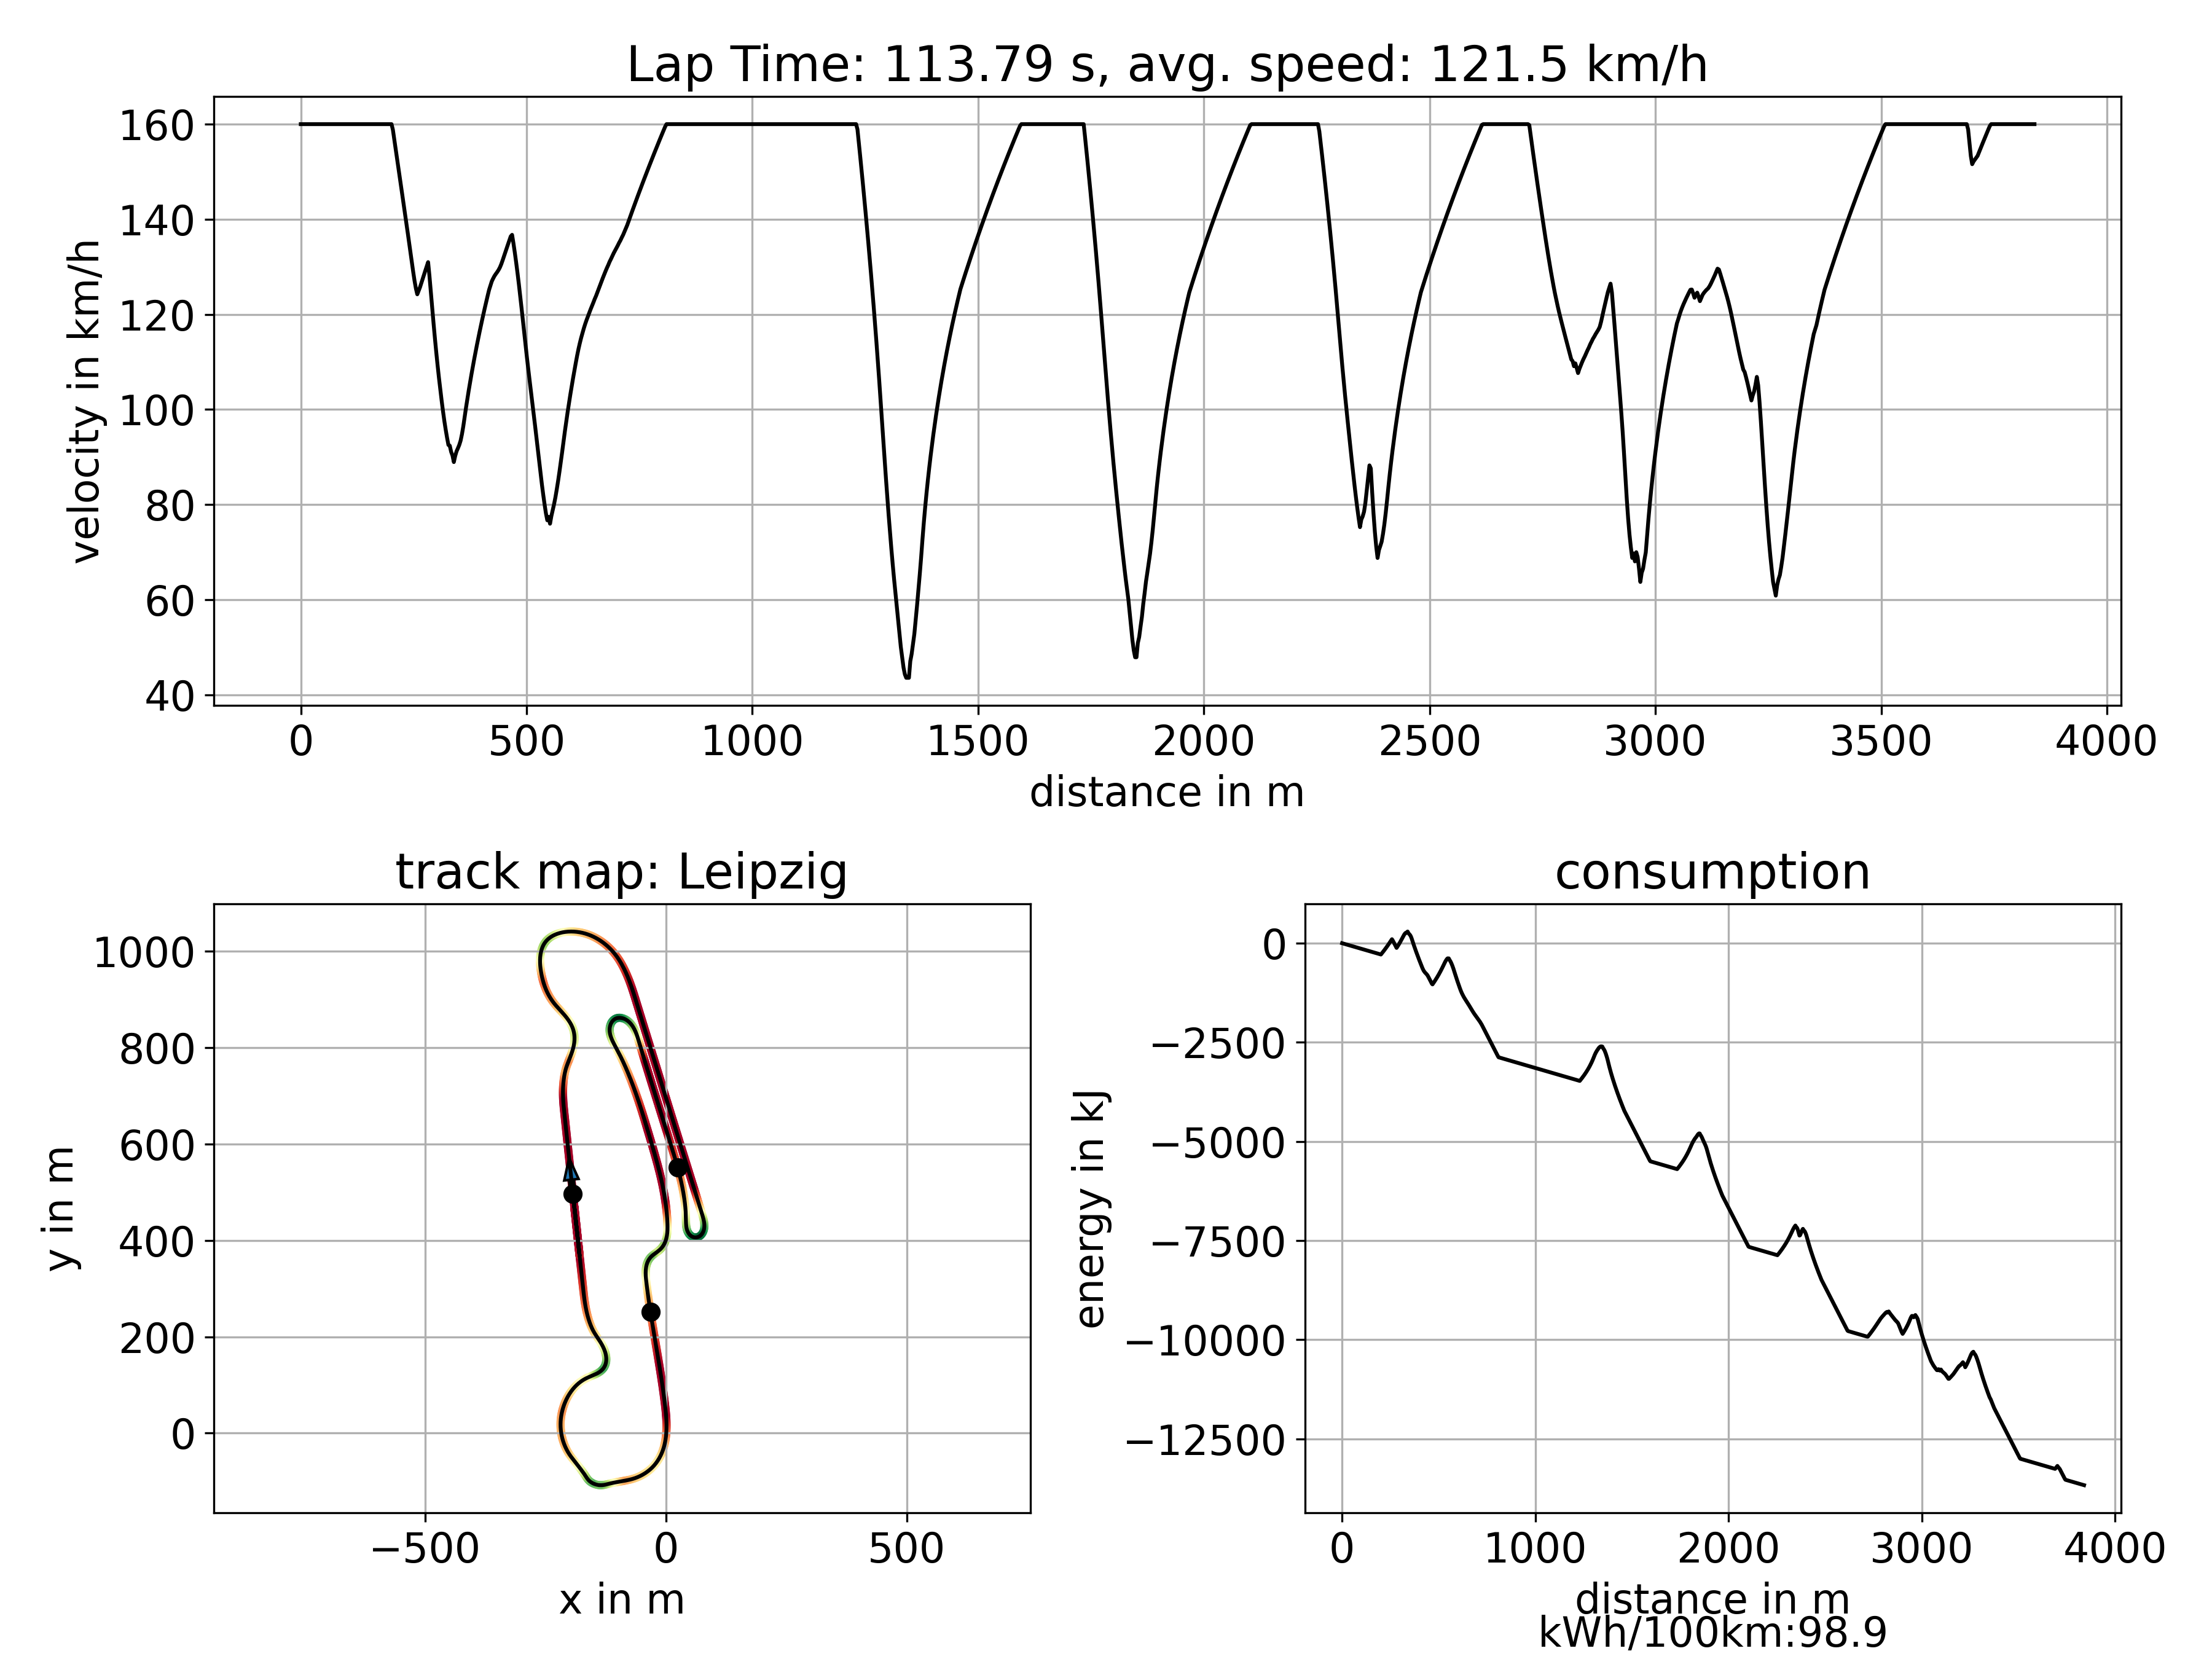 Lap Time: 113.79 s, avg. speed: 121.5 km/h
160
140
120
100
80
60
40
velocity in km/h
0 500 1000 1500 2000 2500 3000 3500 4000
distance in m
track map: Leipzig
1000
800
600
400
200
0
y in m
−500 0 500
x in m
consumption
0
−2500
−5000
−7500
−10000
−12500
energy in kJ
0 1000 2000 3000 4000
distance in m
kWh/100km:98.9